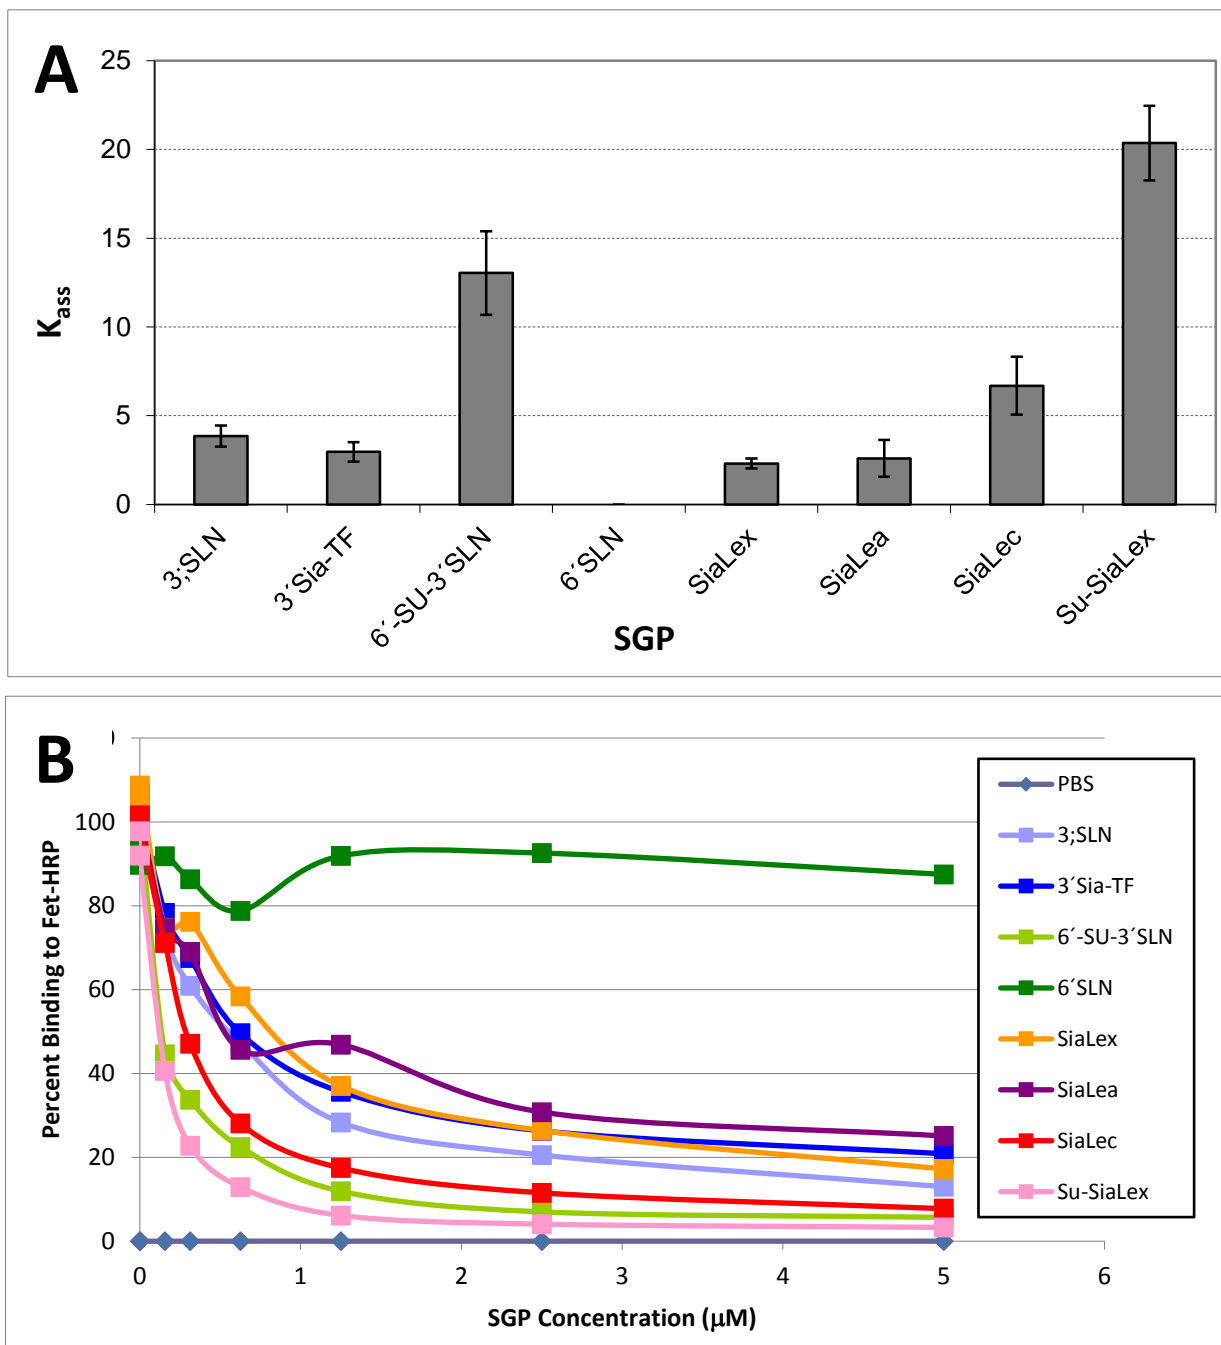 A
25
20
15
10
5
0
K_ass
3;SLN
3´Sia-TF
6´-SU-3´SLN
6´SLN
SiaLex
SiaLea
SiaLec
Su-SiaLex
SGP
B
100
80
60
40
20
0
Percent Binding to Fet-HRP
0 1 2 3 4 5 6
SGP Concentration (µM)
PBS
3;SLN
3´Sia-TF
6´-SU-3´SLN
6´SLN
SiaLex
SiaLea
SiaLec
Su-SiaLex